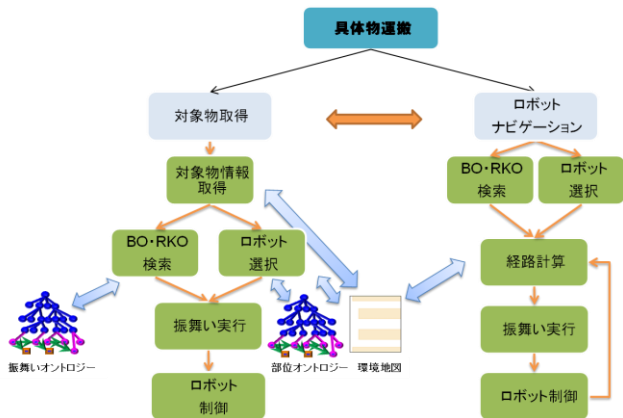 具体物運搬
対象物取得
ロボット
ナビゲーション
対象物情報
取得
BO・RKO
検索
ロボット
選択
BO・RKO
検索
ロボット
選択
経路計算
振舞い実行
振舞い実行
振舞いオントロジー
部位オントロジー
環境地図
ロボット
制御
ロボット制御